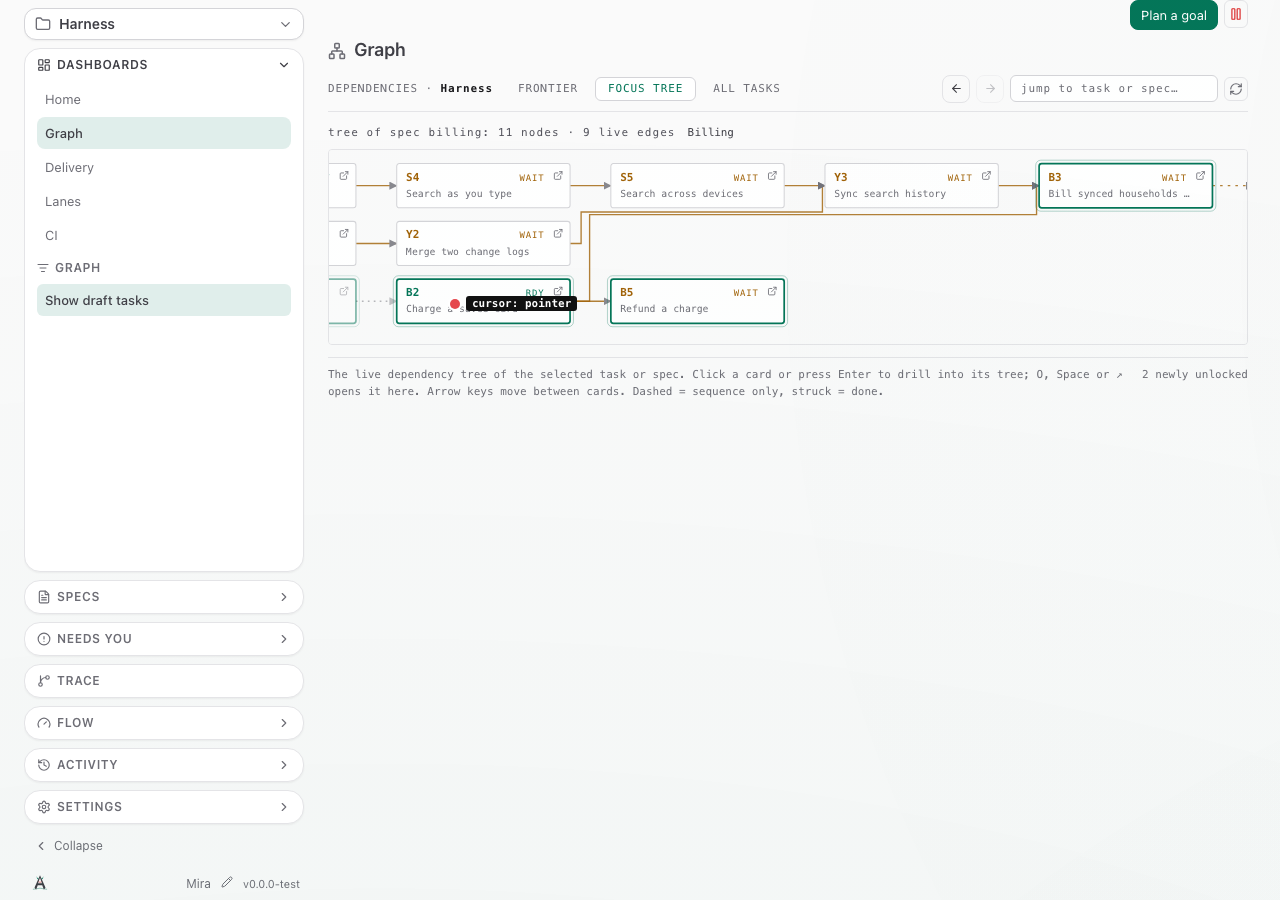 Harness
Plan a goal
DASHBOARDS
Home
Graph
Delivery
Lanes
CI
GRAPH
Show draft tasks
SPECS
NEEDS YOU
TRACE
FLOW
ACTIVITY
SETTINGS
Collapse
Mira v0.0.0-test
Graph
DEPENDENCIES · Harness FRONTIER FOCUS TREE ALL TASKS
jump to task or spec…
tree of spec billing: 11 nodes · 9 live edges Billing
S4 WAIT
Search as you type
S5 WAIT
Search across devices
Y3 WAIT
Sync search history
B3 WAIT
Bill synced households …
Y2 WAIT
Merge two change logs
B2 RDY
Charge
cursor: pointer
B5 WAIT
Refund a charge
The live dependency tree of the selected task or spec. Click a card or press Enter to drill into its tree; O, Space or ↗ 2 newly unlocked
opens it here. Arrow keys move between cards. Dashed = sequence only, struck = done.